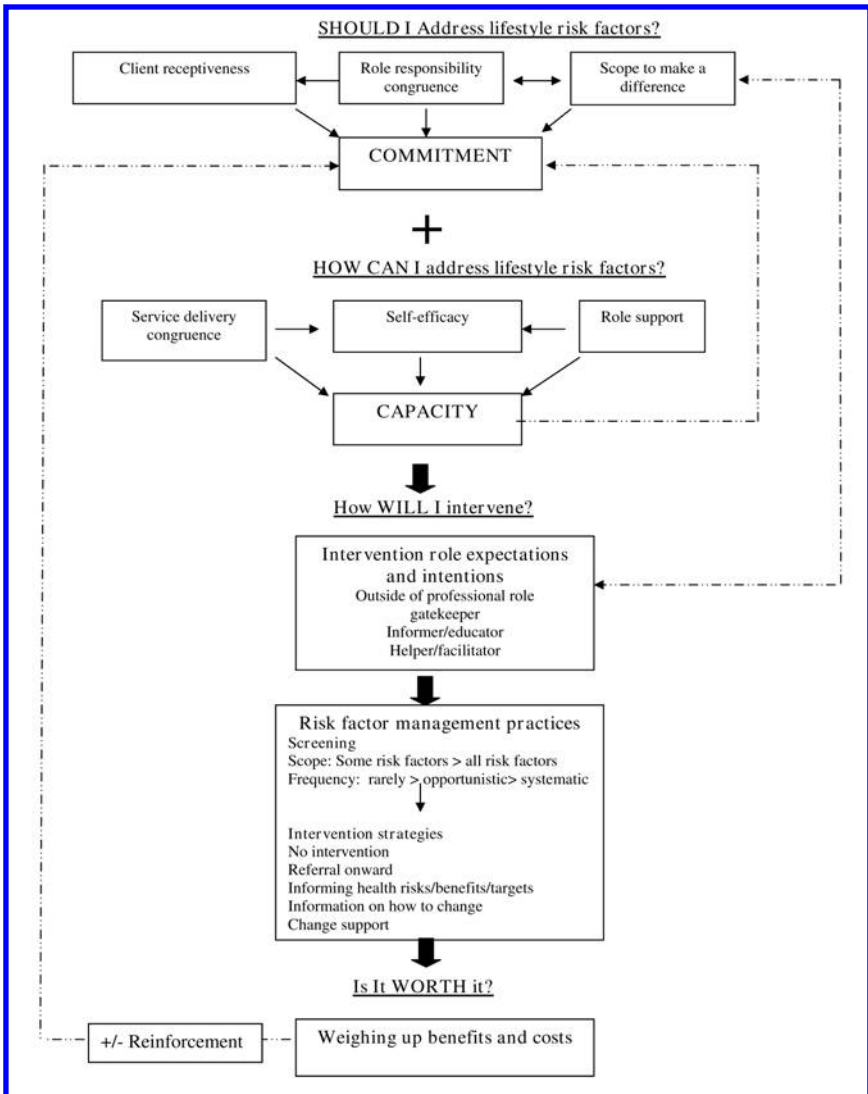 SHOULD I Address lifestyle risk factors?
Client receptiveness
Role responsibility
congruence
Scope to make a
difference
COMMITMENT
+
HOW CAN I address lifestyle risk factors?
Service delivery
congruence
Self-efficacy
Role support
CAPACITY
How WILL I intervene?
Intervention role expectations
and intentions
Outside of professional role
gatekeeper
Informer/educator
Helper/facilitator
Risk factor management practices
Screening
Scope: Some risk factors > all risk factors
Frequency: rarely > opportunistic> systematic
Intervention strategies
No intervention
Referral onward
Informing health risks/benefits/targets
Information on how to change
Change support
Is It WORTH it?
+/- Reinforcement
Weighing up benefits and costs